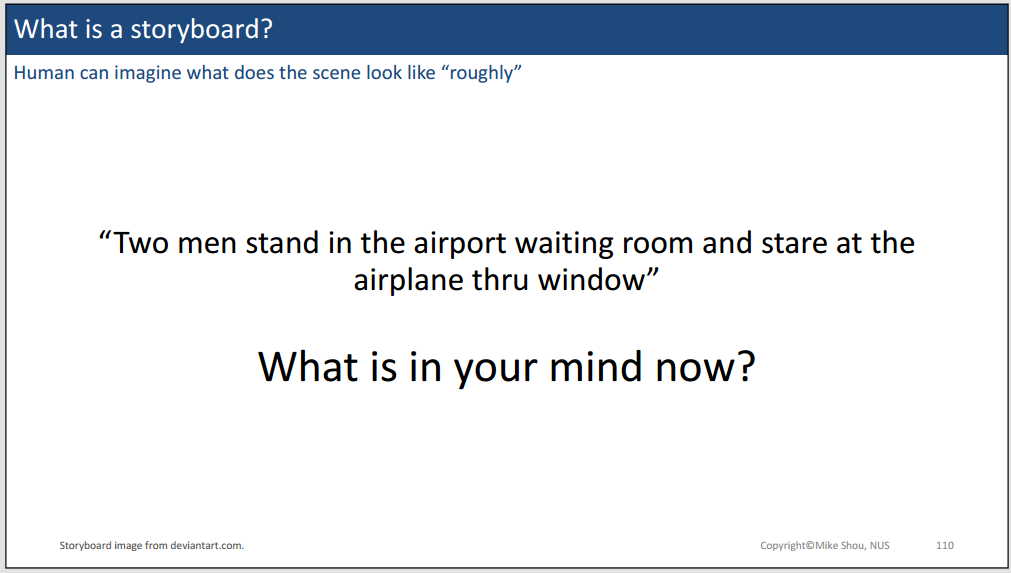 What is a storyboard?
Human can imagine what does the scene look like “roughly”
“Two men stand in the airport waiting room and stare at the
airplane thru window”
What is in your mind now?
Storyboard image from deviantart.com.
Copyright©Mike Shou, NUS
110